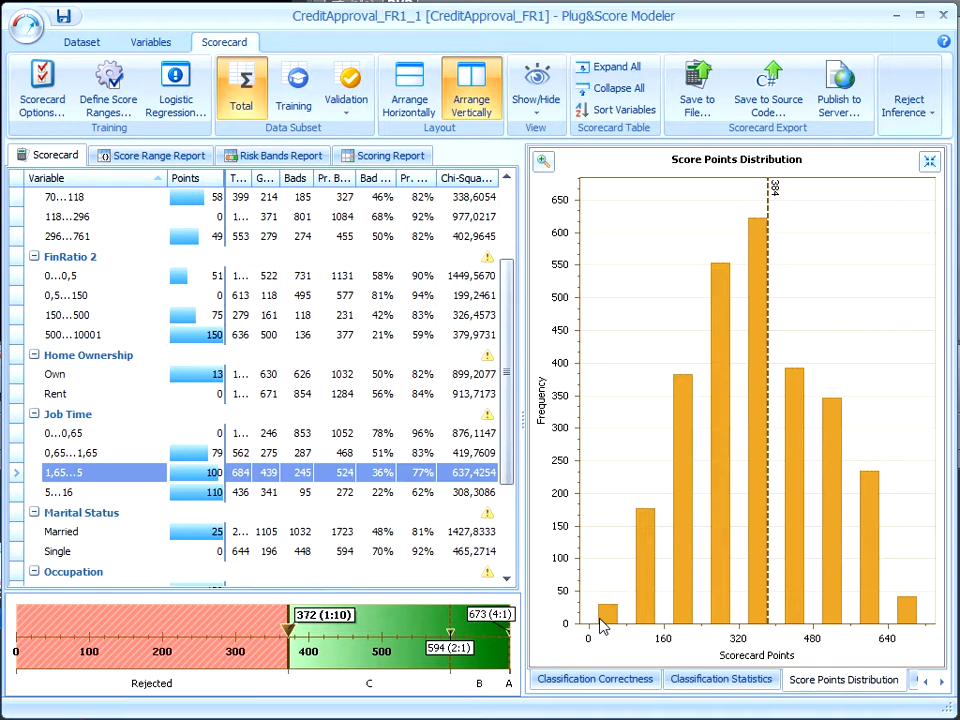 CreditApproval_FR1_1 [CreditApproval_FR1] - Plug&Score Modeler
Dataset Variables Scorecard
Scorecard Options... Define Score Ranges... Logistic Regression... Total Training Validation Arrange Horizontally Arrange Vertically Show/Hide Expand All Collapse All Sort Variables Save to File... Save to Source Code... Publish to Server... Reject Inference
Training Data Subset Layout View Scorecard Table Scorecard Export
Scorecard Score Range Report Risk Bands Report Scoring Report
Variable Points T... G... Bads Pr. B... Bad ... Pr. ... Chi-Squa...
70...118 58 399 214 185 327 46% 82% 338,6054
118...296 0 1... 371 801 1084 68% 92% 977,0217
296...761 49 553 279 274 455 50% 82% 402,9645
FinRatio 2
0...0,5 51 1... 522 731 1131 58% 90% 1449,5670
0,5...150 0 613 118 495 577 81% 94% 199,2461
150...500 75 279 161 118 231 42% 83% 326,4573
500...10001 150 636 500 136 377 21% 59% 379,9731
Home Ownership
Own 13 1... 630 626 1032 50% 82% 899,2077
Rent 0 1... 671 854 1284 56% 84% 913,7173
Job Time
0...0,65 0 1... 246 853 1052 78% 96% 876,1147
0,65...1,65 79 562 275 287 468 51% 83% 419,7609
1,65...5 100 684 439 245 524 36% 77% 637,4254
5...16 110 436 341 95 272 22% 62% 308,3086
Marital Status
Married 25 2... 1105 1032 1723 48% 81% 1427,8333
Single 0 644 196 448 594 70% 92% 465,2714
Occupation
372 (1:10) 673 (4:1)
594 (2:1)
0 100 200 300 400 500
Rejected C B A
Score Points Distribution
384
Frequency
650
600
550
500
450
400
350
300
250
200
150
100
50
0
0 160 320 480 640
Scorecard Points
Classification Correctness Classification Statistics Score Points Distribution